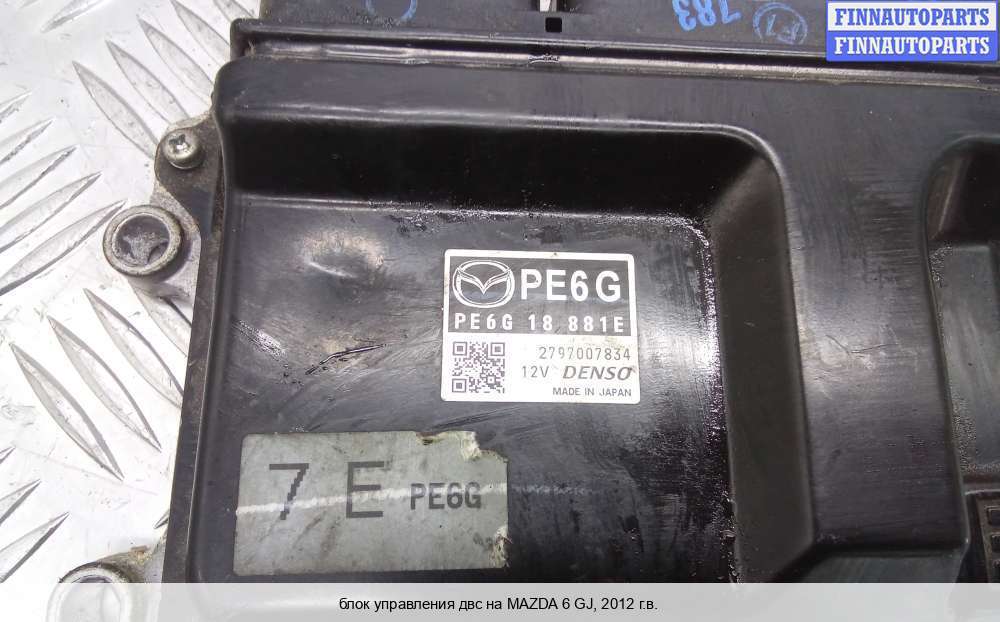 783
FINNAUTOPARTS
FINNAUTOPARTS
PE6G
PE6G 18 881E
2797007834
12V DENSO
MADE IN JAPAN
7 E PE6G
блок управления двс на MAZDA 6 GJ, 2012 г.в.